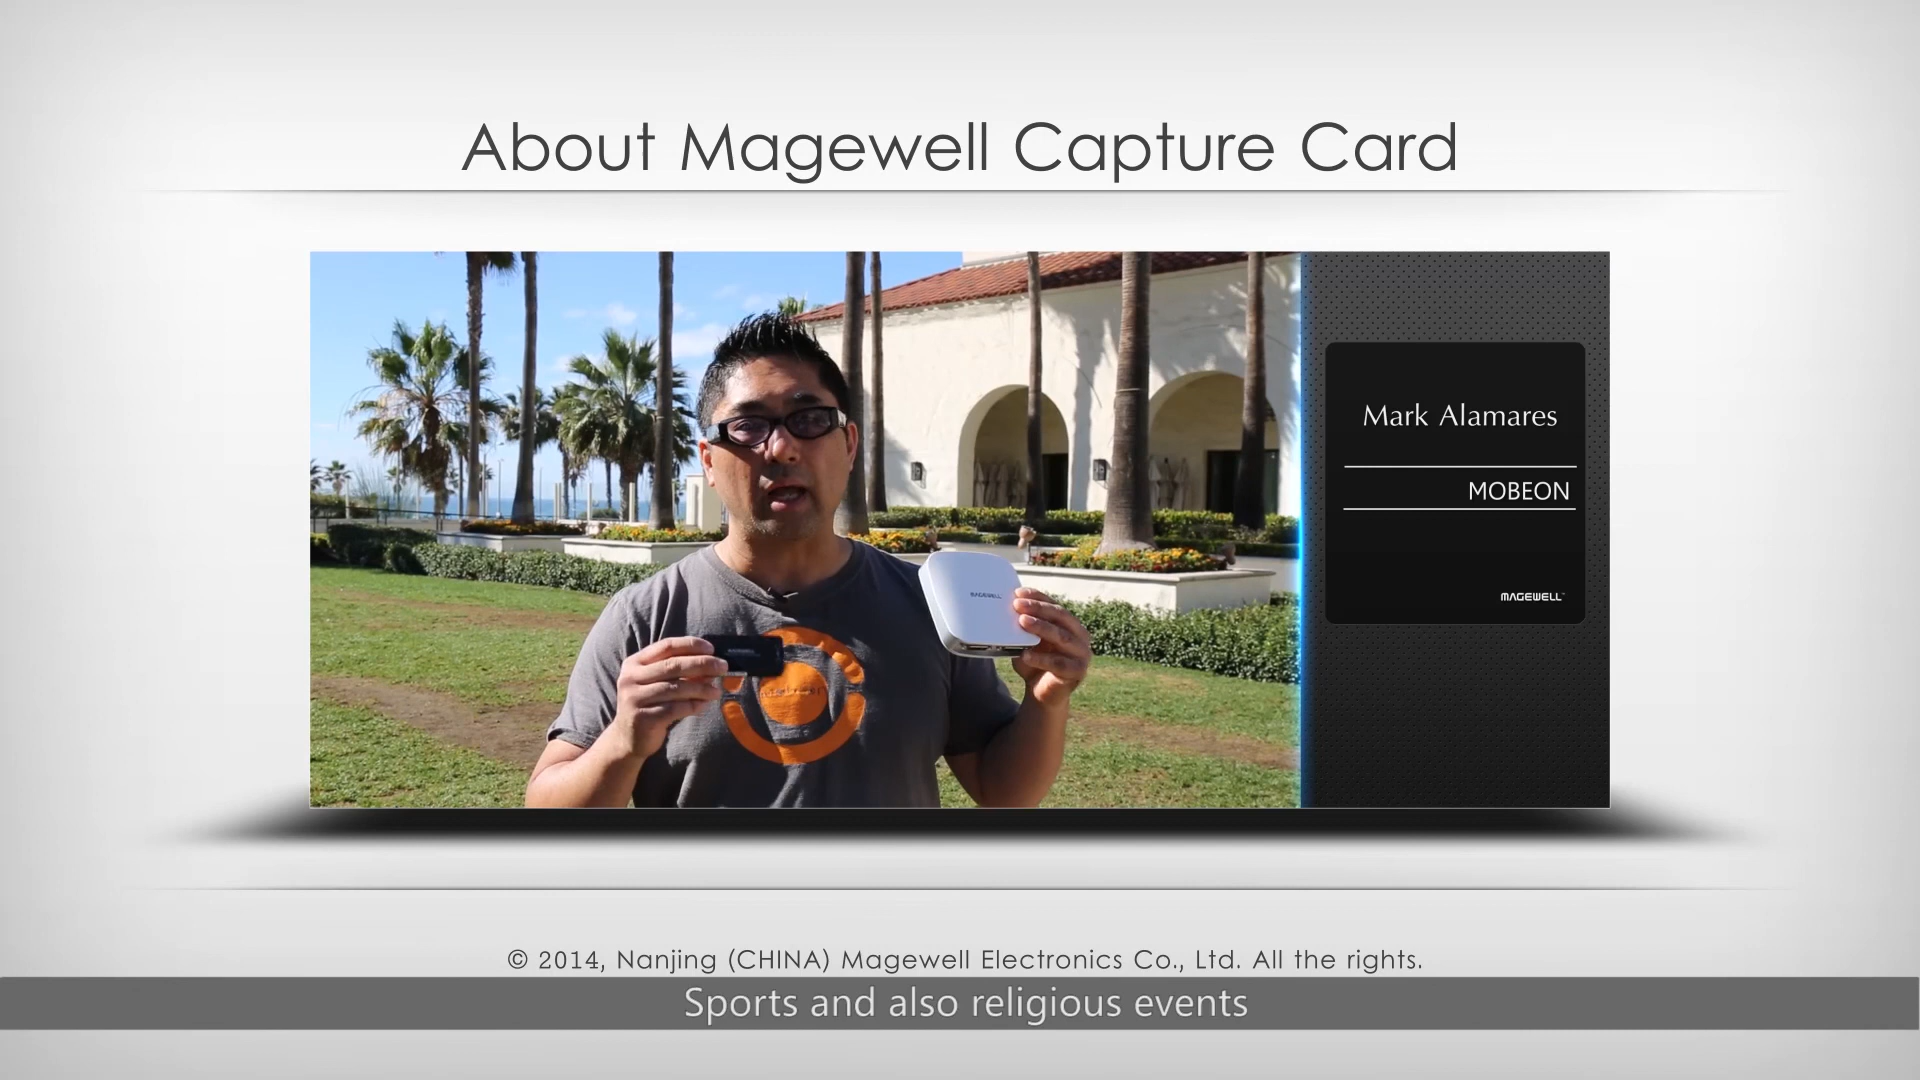 About Magewell Capture Card
Mark Alamares
MOBEON
MAGEWELL
MAGEWELL
© 2014, Nanjing (CHINA) Magewell Electronics Co., Ltd. All the rights.
Sports and also religious events